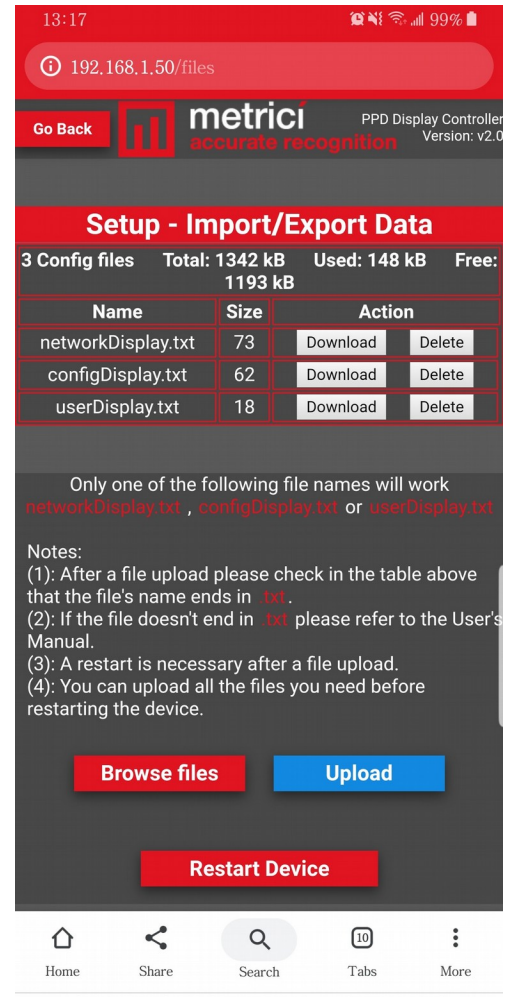 13:17
99%
192.168.1.50/files
Go Back
metrici
accurate recognition
PPD Display Controller
Version: v2.0
Setup - Import/Export Data
3 Config files Total: 1342 kB Used: 148 kB Free:
1193 kB
Name Size Action
networkDisplay.txt 73 Download Delete
configDisplay.txt 62 Download Delete
userDisplay.txt 18 Download Delete
Only one of the following file names will work
networkDisplay.txt , configDisplay.txt or userDisplay.txt
Notes:
(1): After a file upload please check in the table above
that the file's name ends in .txt.
(2): If the file doesn't end in .txt please refer to the User's
Manual.
(3): A restart is necessary after a file upload.
(4): You can upload all the files you need before
restarting the device.
Browse files Upload
Restart Device
10
Home Share Search Tabs More